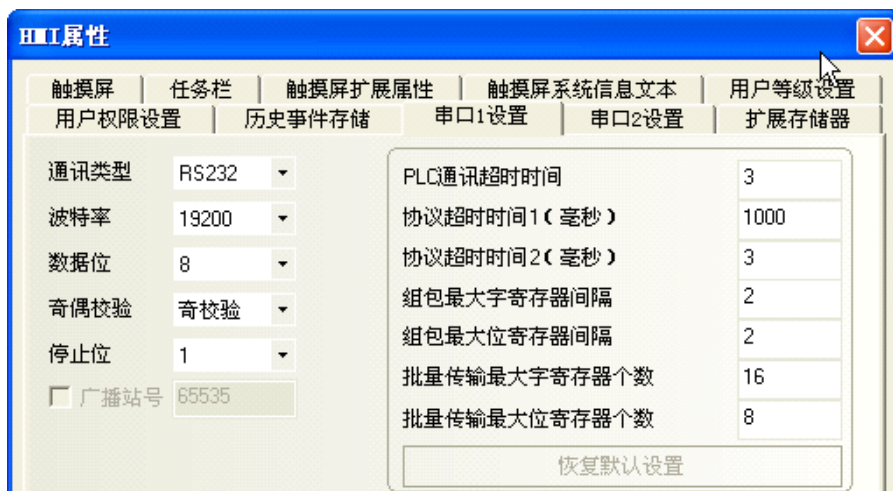 HMI属性
触摸屏 任务栏 触摸屏扩展属性 触摸屏系统信息文本 用户等级设置
用户权限设置 历史事件存储 串口1设置 串口2设置 扩展存储器
通讯类型 RS232
波特率 19200
数据位 8
奇偶校验 奇校验
停止位 1
广播站号 65535
PLC通讯超时时间 3
协议超时时间1(毫秒) 1000
协议超时时间2(毫秒) 3
组包最大字寄存器间隔 2
组包最大位寄存器间隔 2
批量传输最大字寄存器个数 16
批量传输最大位寄存器个数 8
恢复默认设置